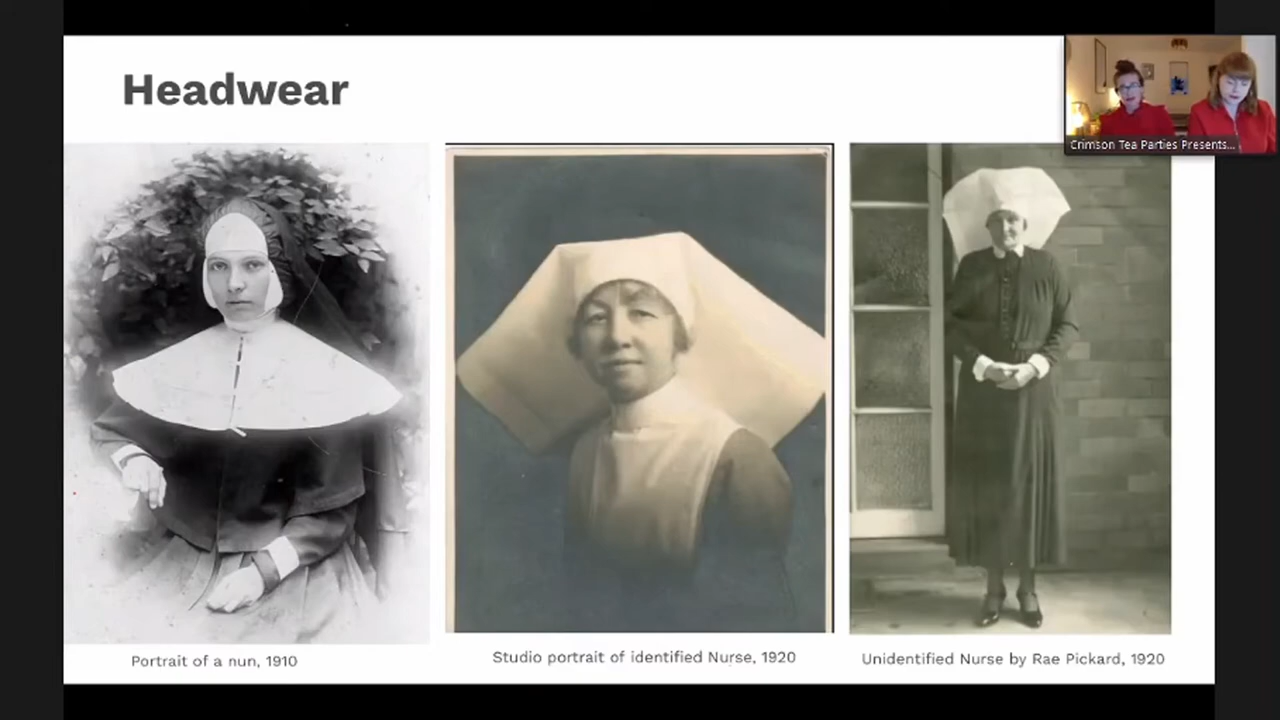 Headwear
Crimson Tea Parties Presents...
Portrait of a nun, 1910
Studio portrait of identified Nurse, 1920
Unidentified Nurse by Rae Pickard, 1920